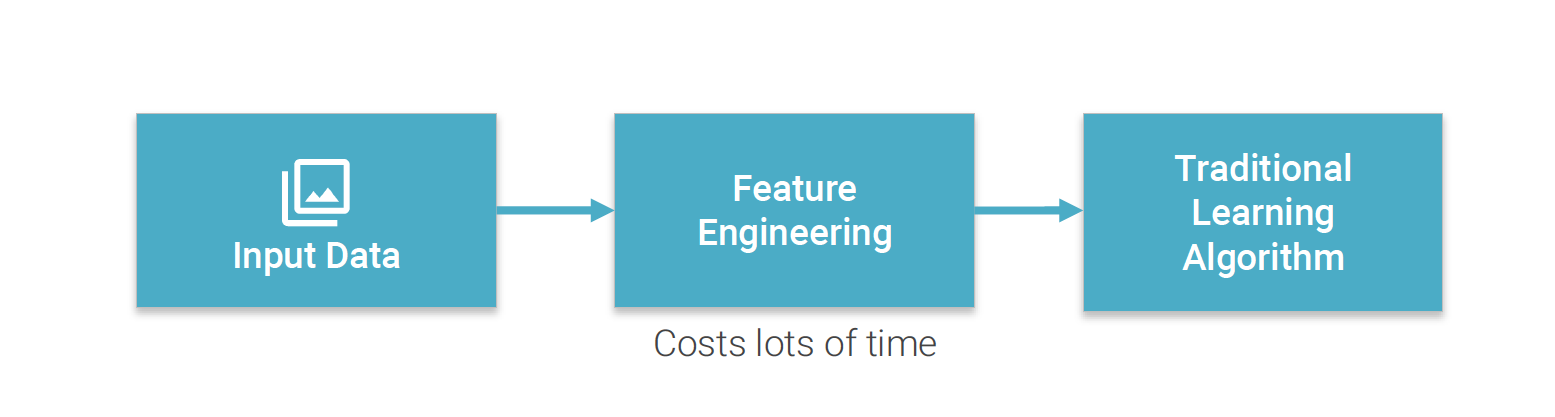 Input Data
Feature
Engineering
Traditional
Learning
Algorithm
Costs lots of time